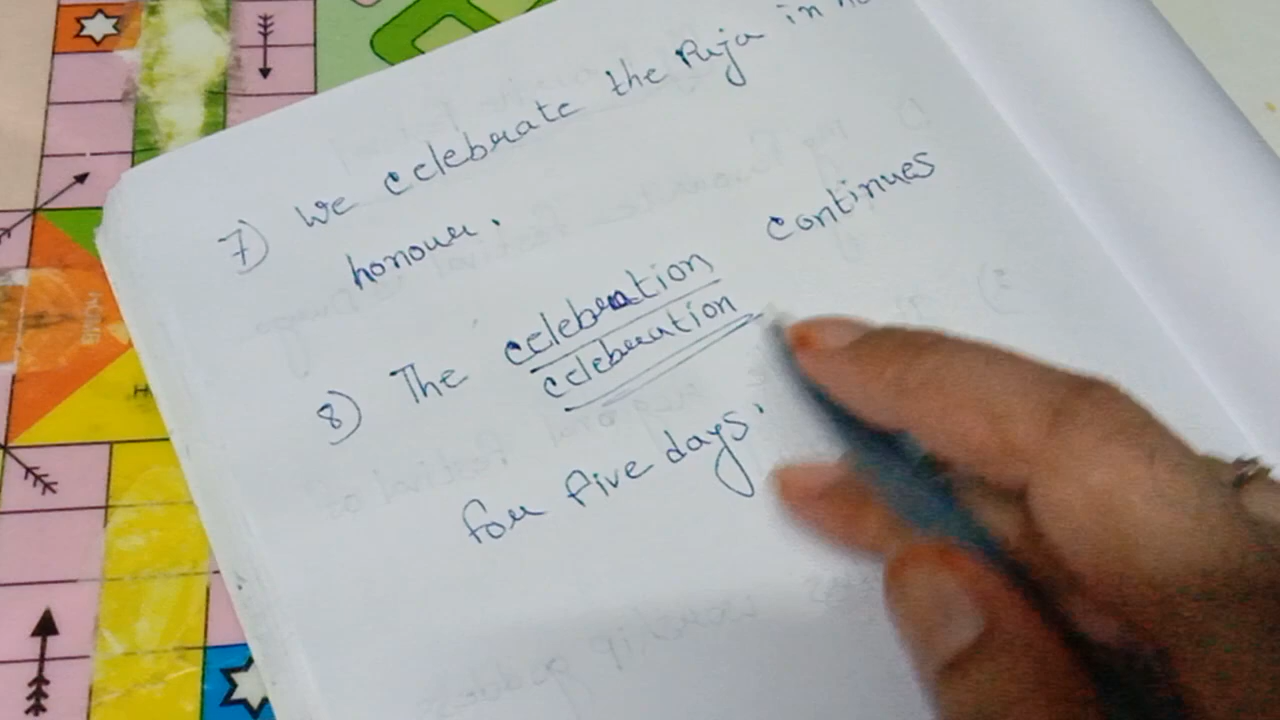 7) We celebrate the Puja in
honour.
8) The celebration continues
celebration
for five days.